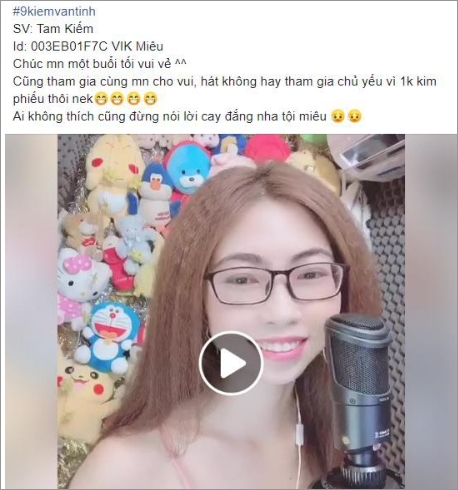 #9kiemvantinh
SV: Tam Kiếm
Id: 003EB01F7C VIK Miêu
Chúc mn một buổi tối vui vẻ ^^
Cũng tham gia cùng mn cho vui, hát không hay tham gia chủ yếu vì 1k kim
phiếu thôi nek😁😁😁😁
Ai không thích cũng đừng nói lời cay đắng nha tội miêu 😡😡